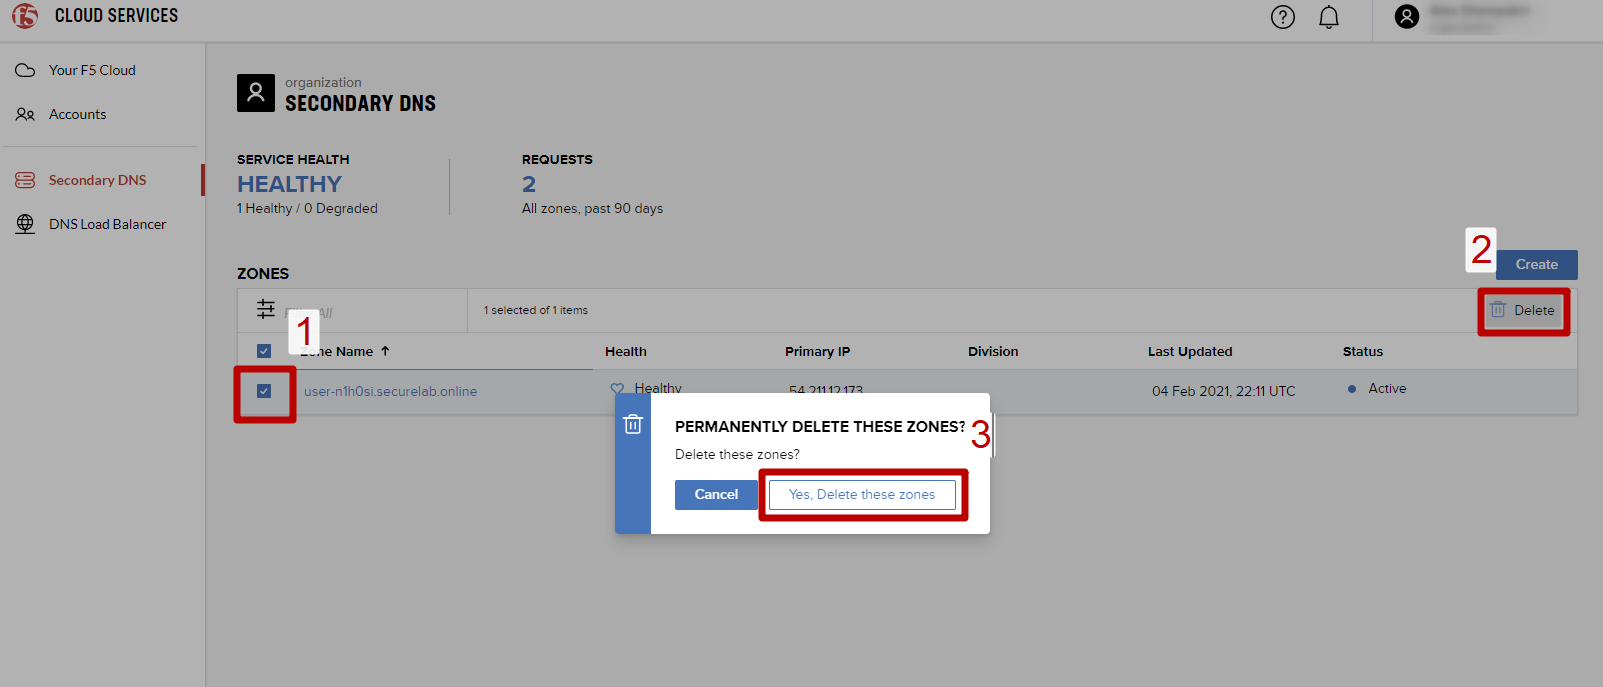 f5 CLOUD SERVICES
Your F5 Cloud
Accounts
Secondary DNS
DNS Load Balancer
organization
SECONDARY DNS
SERVICE HEALTH
HEALTHY
1 Healthy / 0 Degraded
REQUESTS
2
All zones, past 90 days
ZONES
2
Create
All
1 selected of 1 items
Delete
1
Zone Name ↑ Health Primary IP Division Last Updated Status
user-n1h0si.securelab.online Healthy 54.211.12.173 04 Feb 2021, 22:11 UTC Active
PERMANENTLY DELETE THESE ZONES? 3
Delete these zones?
Cancel Yes, Delete these zones